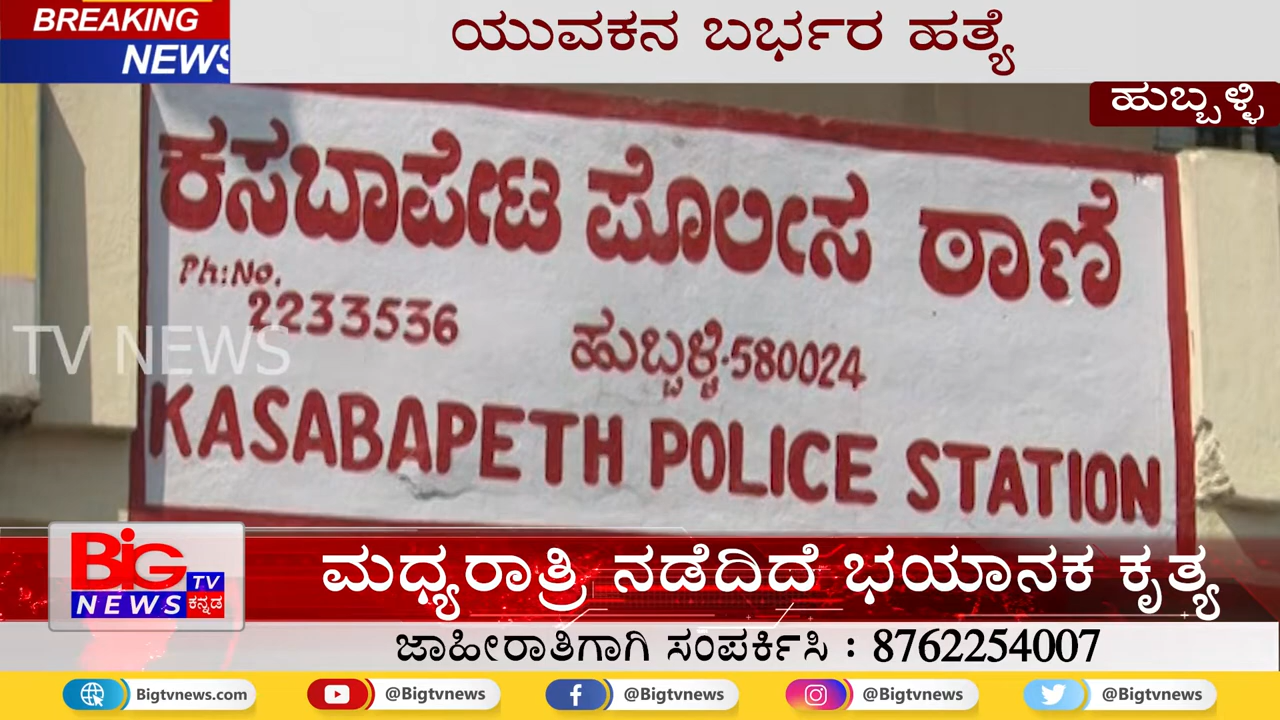 BREAKING
NEWS
ಯುವಕನ ಬರ್ಭರ ಹತ್ಯೆ
ಹುಬ್ಬಳ್ಳಿ
ಕಸಬಾಪೇಟ ಪೊಲೀಸ ಠಾಣೆ
Ph:No.
2233536
ಹುಬ್ಬಳ್ಳಿ-580024
TV NEWS
KASABAPETH POLICE STATION
BiG
TV
NEWS ಕನ್ನಡ
ಮಧ್ಯರಾತ್ರಿ ನಡೆದಿದೆ ಭಯಾನಕ ಕೃತ್ಯ
ಜಾಹೀರಾತಿಗಾಗಿ ಸಂಪರ್ಕಿಸಿ : 8762254007
Bigtvnews.com @Bigtvnews @Bigtvnews @Bigtvnews @Bigtvnews